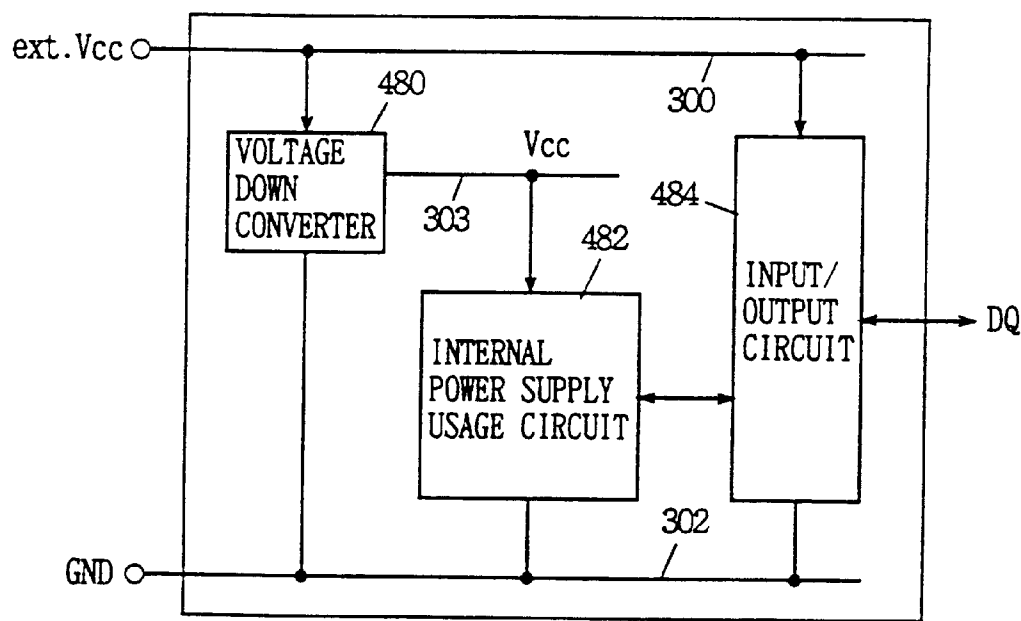 ext.Vcc
300
480
VOLTAGE
DOWN
CONVERTER
Vcc
303
484
482
INPUT/
OUTPUT
CIRCUIT
DQ
INTERNAL
POWER SUPPLY
USAGE CIRCUIT
302
GND